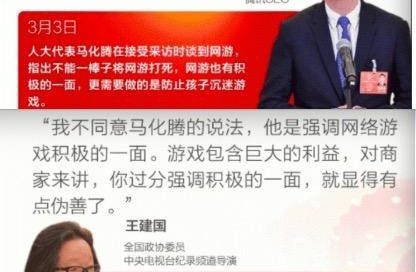 腾讯CEO
3月3日
人大代表马化腾在接受采访时谈到网游，
指出不能一棒子将网游打死，网游也有积
极的一面，更需要做的是防止孩子沉迷游
戏。
“我不同意马化腾的说法，他是强调网络游
戏积极的一面。游戏包含巨大的利益，对商
家来讲，你过分强调积极的一面，就显得有
点伪善了。”
王建国
全国政协委员
中央电视台纪录频道导演